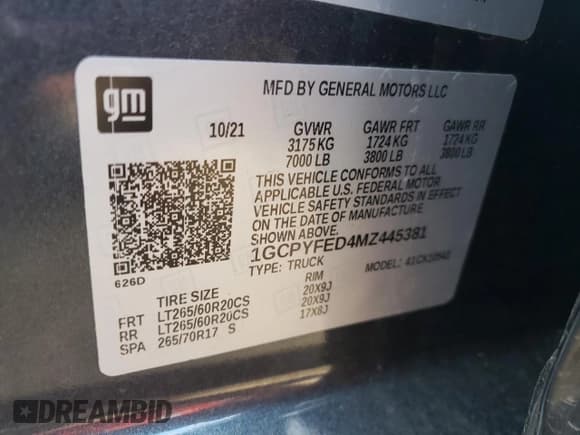 gm
MFD BY GENERAL MOTORS LLC
10/21 GVWR GAWR FRT GAWR RR
3175 KG 1724 KG 1724 KG
7000 LB 3800 LB 3800 LB
THIS VEHICLE CONFORMS TO ALL
APPLICABLE U.S. FEDERAL MOTOR
VEHICLE SAFETY STANDARDS IN EFFECT
ON THE DATE OF MANUFACTURE
SHOWN ABOVE.
1GCPYFED4MZ445381
TYPE: TRUCK MODEL:
626D
TIRE SIZE RIM
FRT LT265/60R20CS 20X9J
RR LT265/60R20CS 20X9J
SPA 265/70R17 S 17X8J
DREAMBID